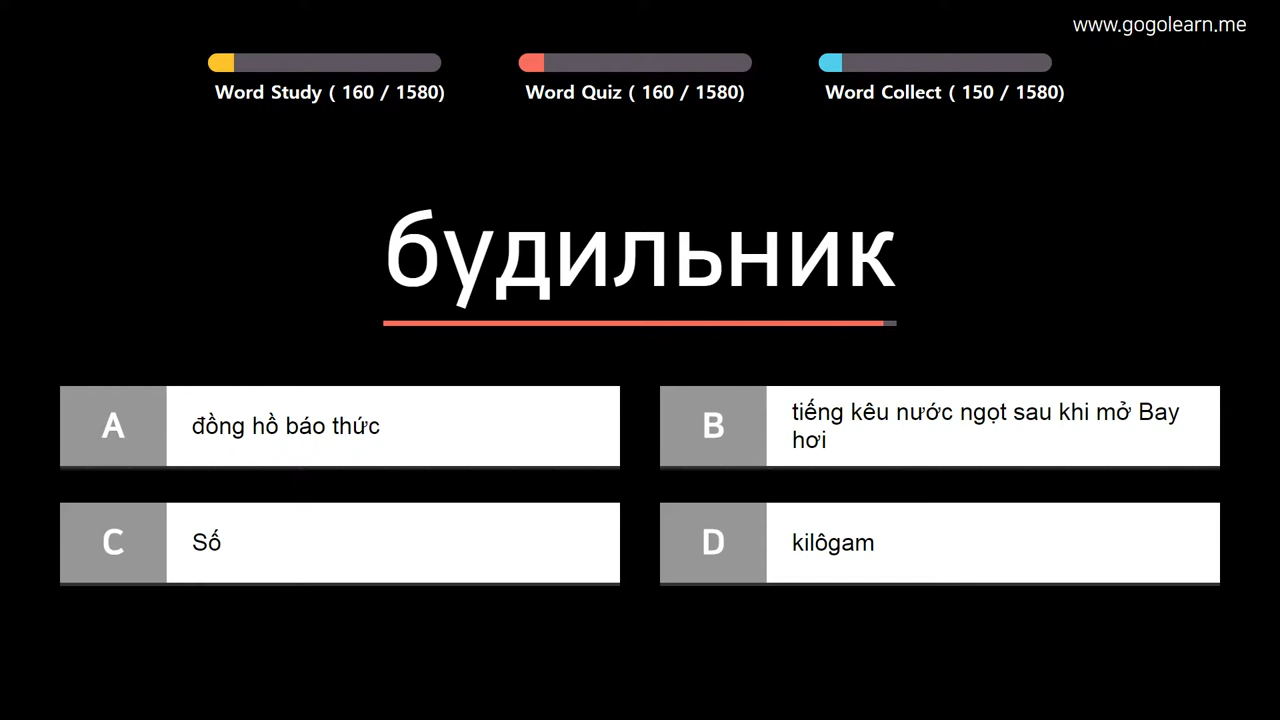 www.gogolearn.me
Word Study ( 160 / 1580)
Word Quiz ( 160 / 1580)
Word Collect ( 150 / 1580)
будильник
A
đồng hồ báo thức
B
tiếng kêu nước ngọt sau khi mở Bay
hơi
C
Số
D
kilôgam